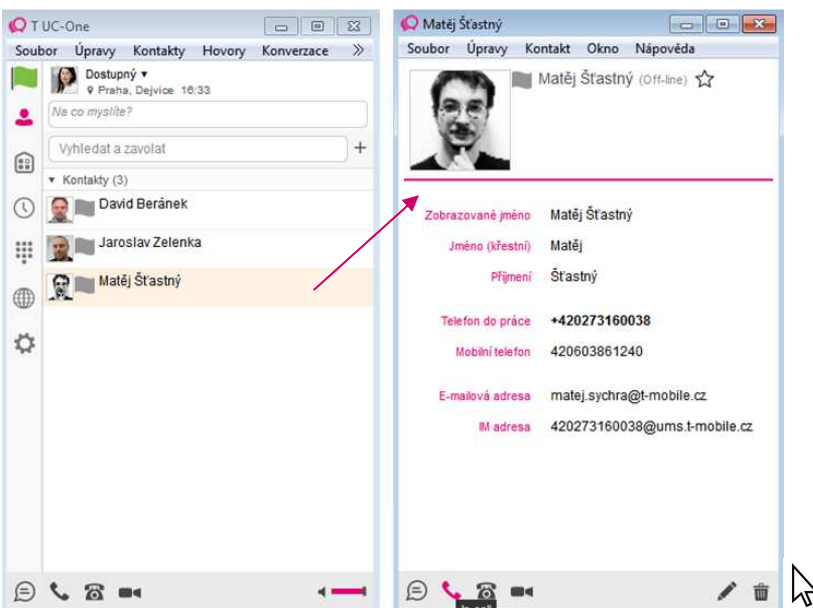 T UC-One
Soubor Úpravy Kontakty Hovory Konverzace »
Dostupný ▾
Praha, Dejvice 16:33
Na co myslíte?
Vyhledat a zavolat +
▾ Kontakty (3)
David Beránek
Jaroslav Zelenka
Matěj Šťastný
Matěj Šťastný
Soubor Úpravy Kontakt Okno Nápověda
Matěj Šťastný (Off-line)
Zobrazované jméno Matěj Šťastný
Jméno (křestní) Matěj
Příjmení Šťastný
Telefon do práce +420273160038
Mobilní telefon 420603861240
E-mailová adresa matej.sychra@t-mobile.cz
IM adresa 420273160038@ums.t-mobile.cz